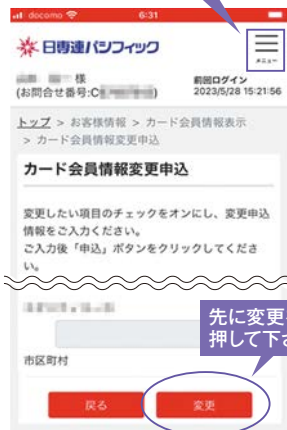 docomo 6:31
日専連パシフィック
メニュー
様
(お問合せ番号:C )
前回ログイン
2023/5/28 15:21:56
トップ > お客様情報 > カード会員情報表示
> カード会員情報変更申込
カード会員情報変更申込
変更したい項目のチェックをオンにし、変更申込
情報をご入力ください。
ご入力後「申込」ボタンをクリックしてくださ
い。
先に変更
押して下さ
市区町村
戻る
変更